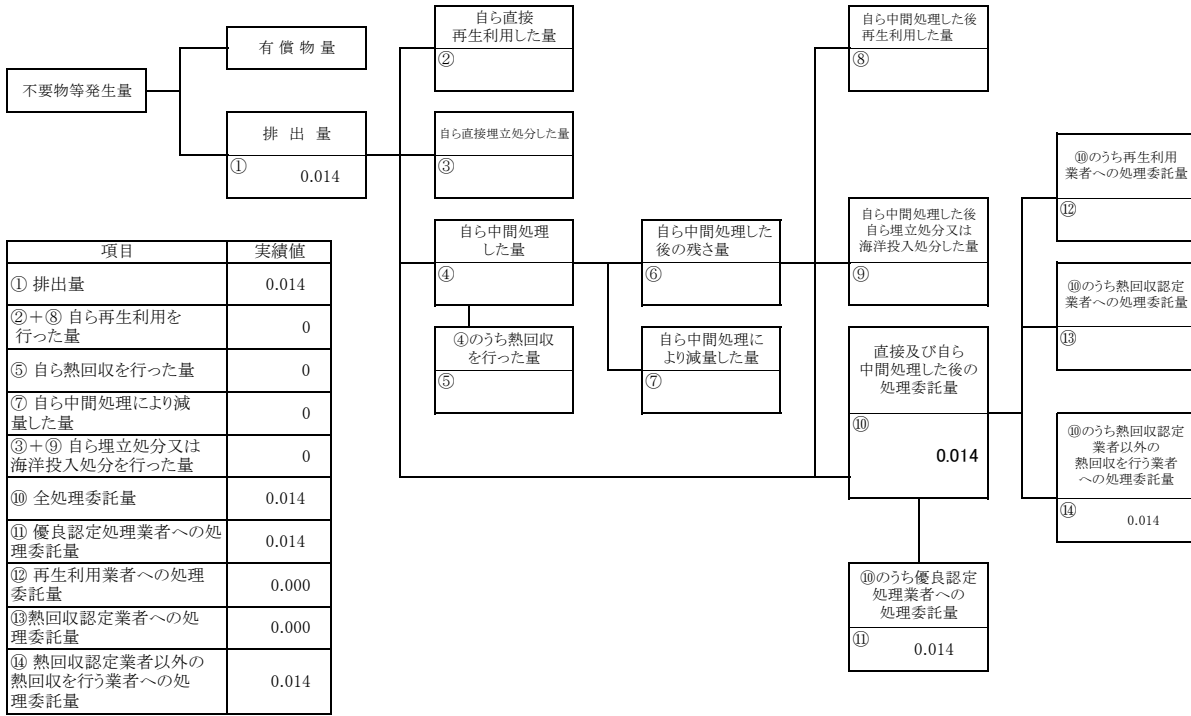 不要物等発生量
有 償 物 量
排 出 量
①
0.014
自ら直接
再生利用した量
②
自ら直接埋立処分した量
③
自ら中間処理
した量
④
④のうち熱回収
を行った量
⑤
自ら中間処理した
後の残さ量
⑥
自ら中間処理に
より減量した量
⑦
自ら中間処理した後
再生利用した量
⑧
自ら中間処理した後
自ら埋立処分又は
海洋投入処分した量
⑨
直接及び自ら
中間処理した後の
処理委託量
⑩
0.014
⑩のうち優良認定
処理業者への
処理委託量
⑪
0.014
⑩のうち再生利用
業者への処理委託量
⑫
⑩のうち熱回収認定
業者への処理委託量
⑬
⑩のうち熱回収認定
業者以外の
熱回収を行う業者
への処理委託量
⑭
0.014
項目 実績値
① 排出量 0.014
②+⑧ 自ら再生利用を
行った量 0
⑤ 自ら熱回収を行った量 0
⑦ 自ら中間処理により減
量した量 0
③+⑨ 自ら埋立処分又は
海洋投入処分を行った量 0
⑩ 全処理委託量 0.014
⑪ 優良認定処理業者への処
理委託量 0.014
⑫ 再生利用業者への処理
委託量 0.000
⑬熱回収認定業者への処
理委託量 0.000
⑭ 熱回収認定業者以外の
熱回収を行う業者への処
理委託量 0.014